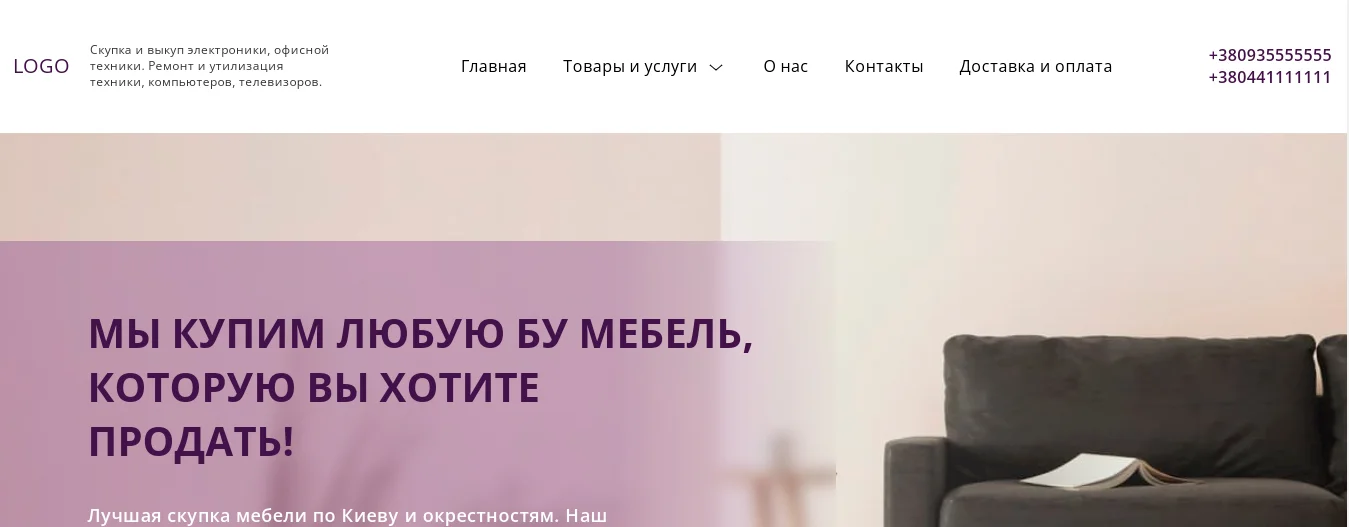 LOGO
Скупка и выкуп электроники, офисной
техники. Ремонт и утилизация
техники, компьютеров, телевизоров.
Главная
Товары и услуги
О нас
Контакты
Доставка и оплата
+380935555555
+380441111111
МЫ КУПИМ ЛЮБУЮ БУ МЕБЕЛЬ,
КОТОРУЮ ВЫ ХОТИТЕ
ПРОДАТЬ!
Лучшая скупка мебели по Киеву и окрестностям. Наш